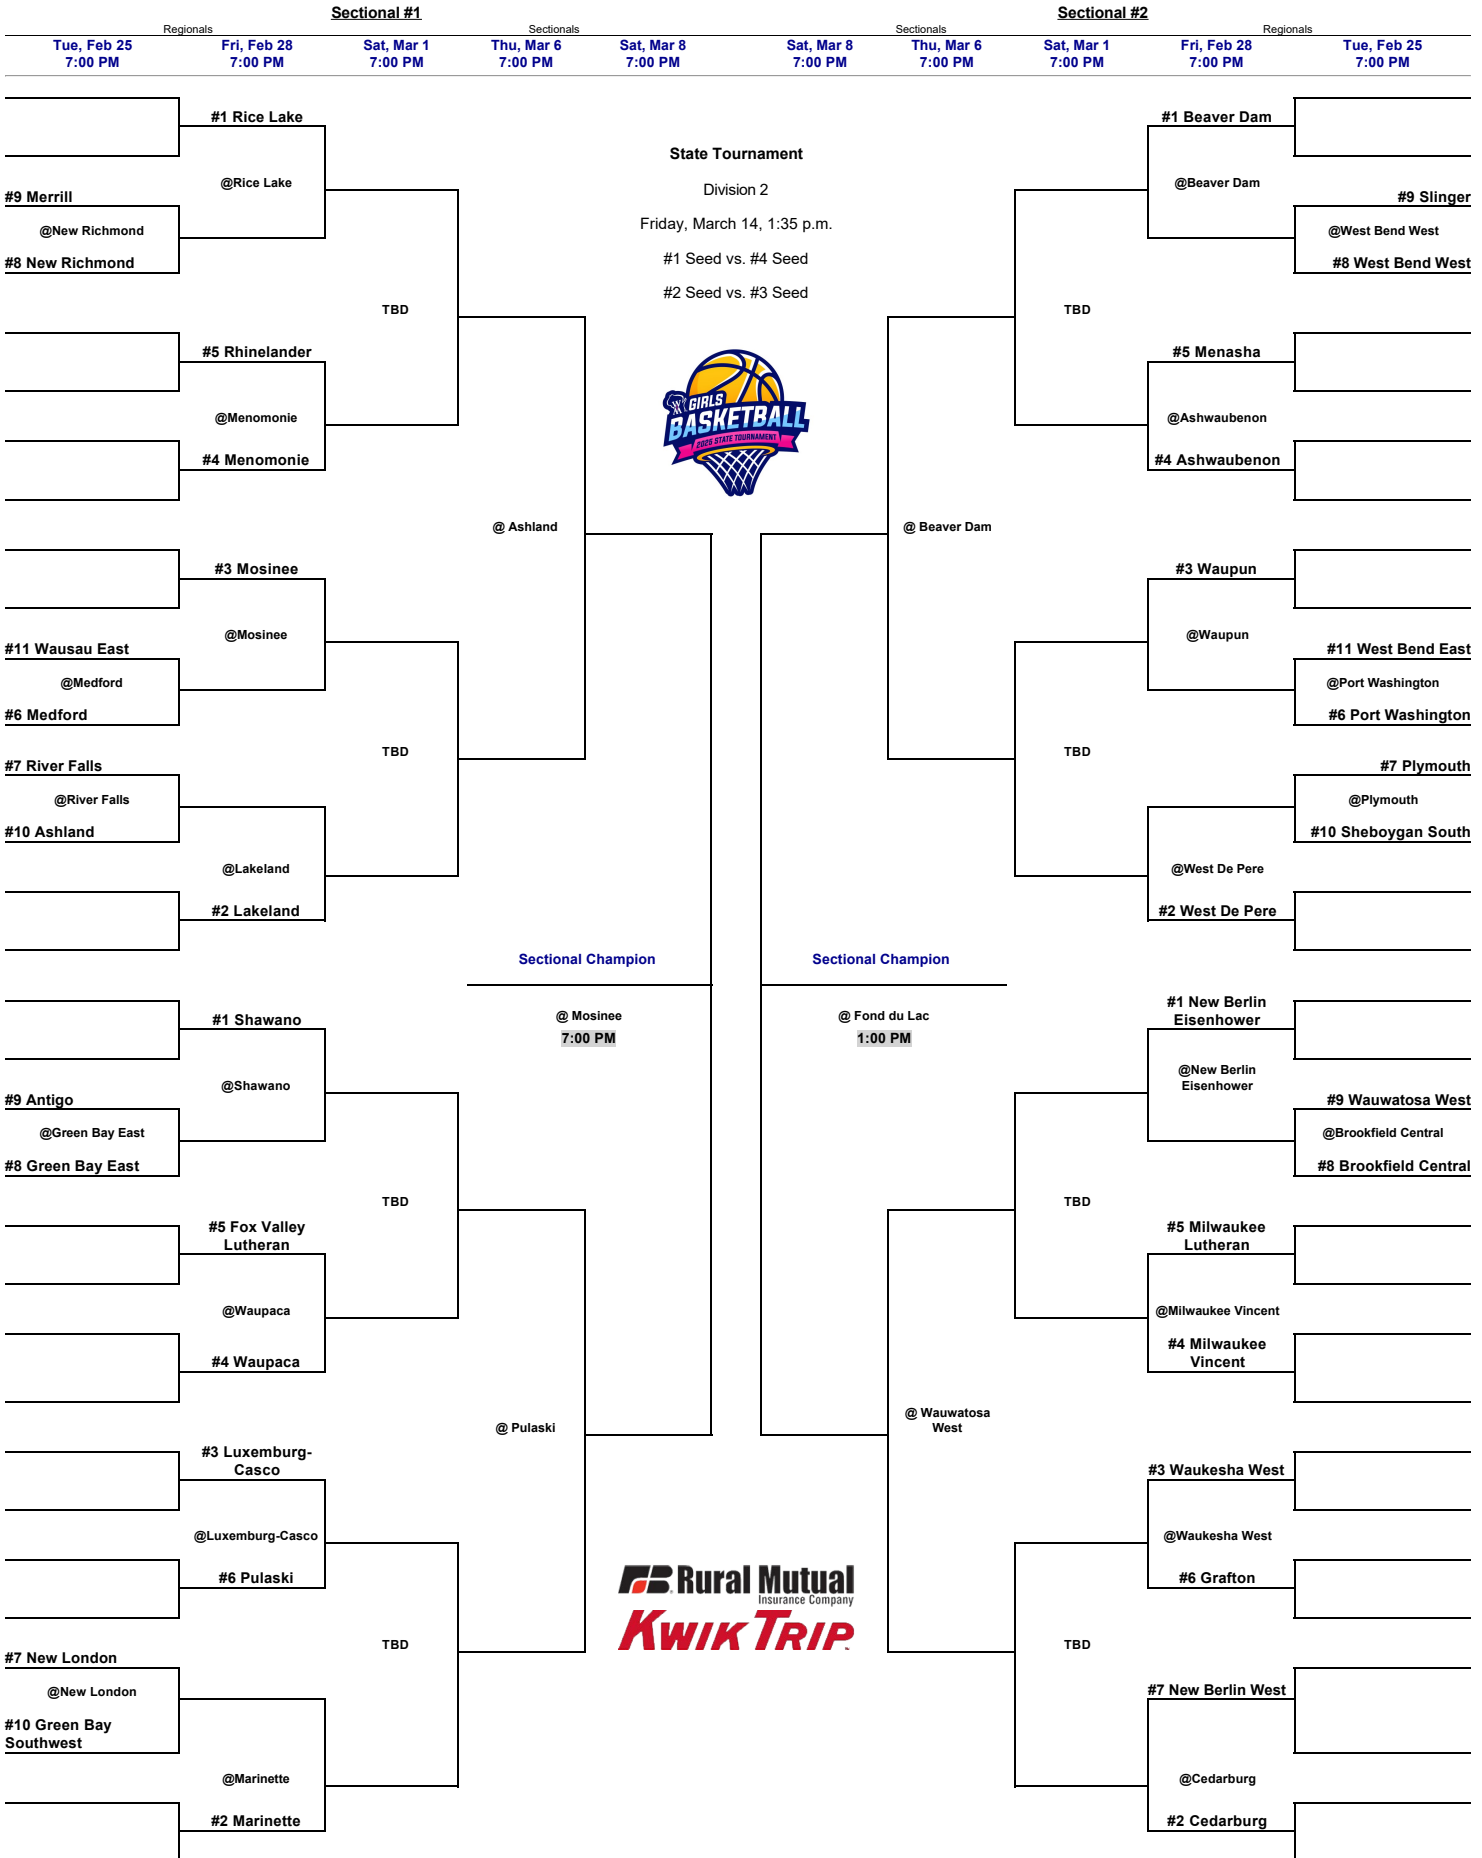 Sectional #1
Sectional #2
Regionals
Sectionals
Sectionals
Regionals
Tue, Feb 25
7:00 PM
Fri, Feb 28
7:00 PM
Sat, Mar 1
7:00 PM
Thu, Mar 6
7:00 PM
Sat, Mar 8
7:00 PM
Sat, Mar 8
7:00 PM
Thu, Mar 6
7:00 PM
Sat, Mar 1
7:00 PM
Fri, Feb 28
7:00 PM
Tue, Feb 25
7:00 PM
#1 Rice Lake
@Rice Lake
#9 Merrill
@New Richmond
#8 New Richmond
TBD
#5 Rhinelander
@Menomonie
#4 Menomonie
@ Ashland
#3 Mosinee
@Mosinee
#11 Wausau East
@Medford
#6 Medford
TBD
#7 River Falls
@River Falls
#10 Ashland
@Lakeland
#2 Lakeland
Sectional Champion
@ Mosinee
7:00 PM
#1 Shawano
@Shawano
#9 Antigo
@Green Bay East
#8 Green Bay East
TBD
#5 Fox Valley
Lutheran
@Waupaca
#4 Waupaca
@ Pulaski
#3 Luxemburg-
Casco
@Luxemburg-Casco
#6 Pulaski
TBD
#7 New London
@New London
#10 Green Bay
Southwest
@Marinette
#2 Marinette
State Tournament
Division 2
Friday, March 14, 1:35 p.m.
#1 Seed vs. #4 Seed
#2 Seed vs. #3 Seed
GIRLS
BASKETBALL
2025 STATE TOURNAMENT
Rural Mutual
Insurance Company
KWIK TRIP
#1 Beaver Dam
@Beaver Dam
#9 Slinger
@West Bend West
#8 West Bend West
TBD
#5 Menasha
@Ashwaubenon
#4 Ashwaubenon
@ Beaver Dam
#3 Waupun
@Waupun
#11 West Bend East
@Port Washington
#6 Port Washington
TBD
#7 Plymouth
@Plymouth
#10 Sheboygan South
@West De Pere
#2 West De Pere
Sectional Champion
@ Fond du Lac
1:00 PM
#1 New Berlin
Eisenhower
@New Berlin
Eisenhower
#9 Wauwatosa West
@Brookfield Central
#8 Brookfield Central
TBD
#5 Milwaukee
Lutheran
@Milwaukee Vincent
#4 Milwaukee
Vincent
@ Wauwatosa
West
#3 Waukesha West
@Waukesha West
#6 Grafton
TBD
#7 New Berlin West
@Cedarburg
#2 Cedarburg